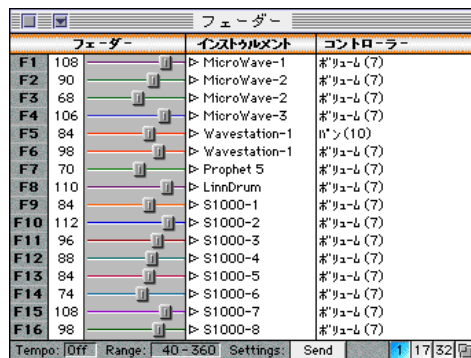 フェーダー
フェーダー インストゥルメント コントローラー
F1 108 MicroWave-1 ボリューム(7)
F2 90 MicroWave-2 ボリューム(7)
F3 68 MicroWave-2 ボリューム(7)
F4 106 MicroWave-3 ボリューム(7)
F5 84 Wavestation-1 パン(10)
F6 98 Wavestation-1 ボリューム(7)
F7 70 Prophet 5 ボリューム(7)
F8 110 LinnDrum ボリューム(7)
F9 84 S1000-1 ボリューム(7)
F10 112 S1000-2 ボリューム(7)
F11 96 S1000-3 ボリューム(7)
F12 88 S1000-4 ボリューム(7)
F13 84 S1000-5 ボリューム(7)
F14 74 S1000-6 ボリューム(7)
F15 108 S1000-7 ボリューム(7)
F16 98 S1000-8 ボリューム(7)
Tempo: Off Range: 40-360 Settings: Send 1 17 32